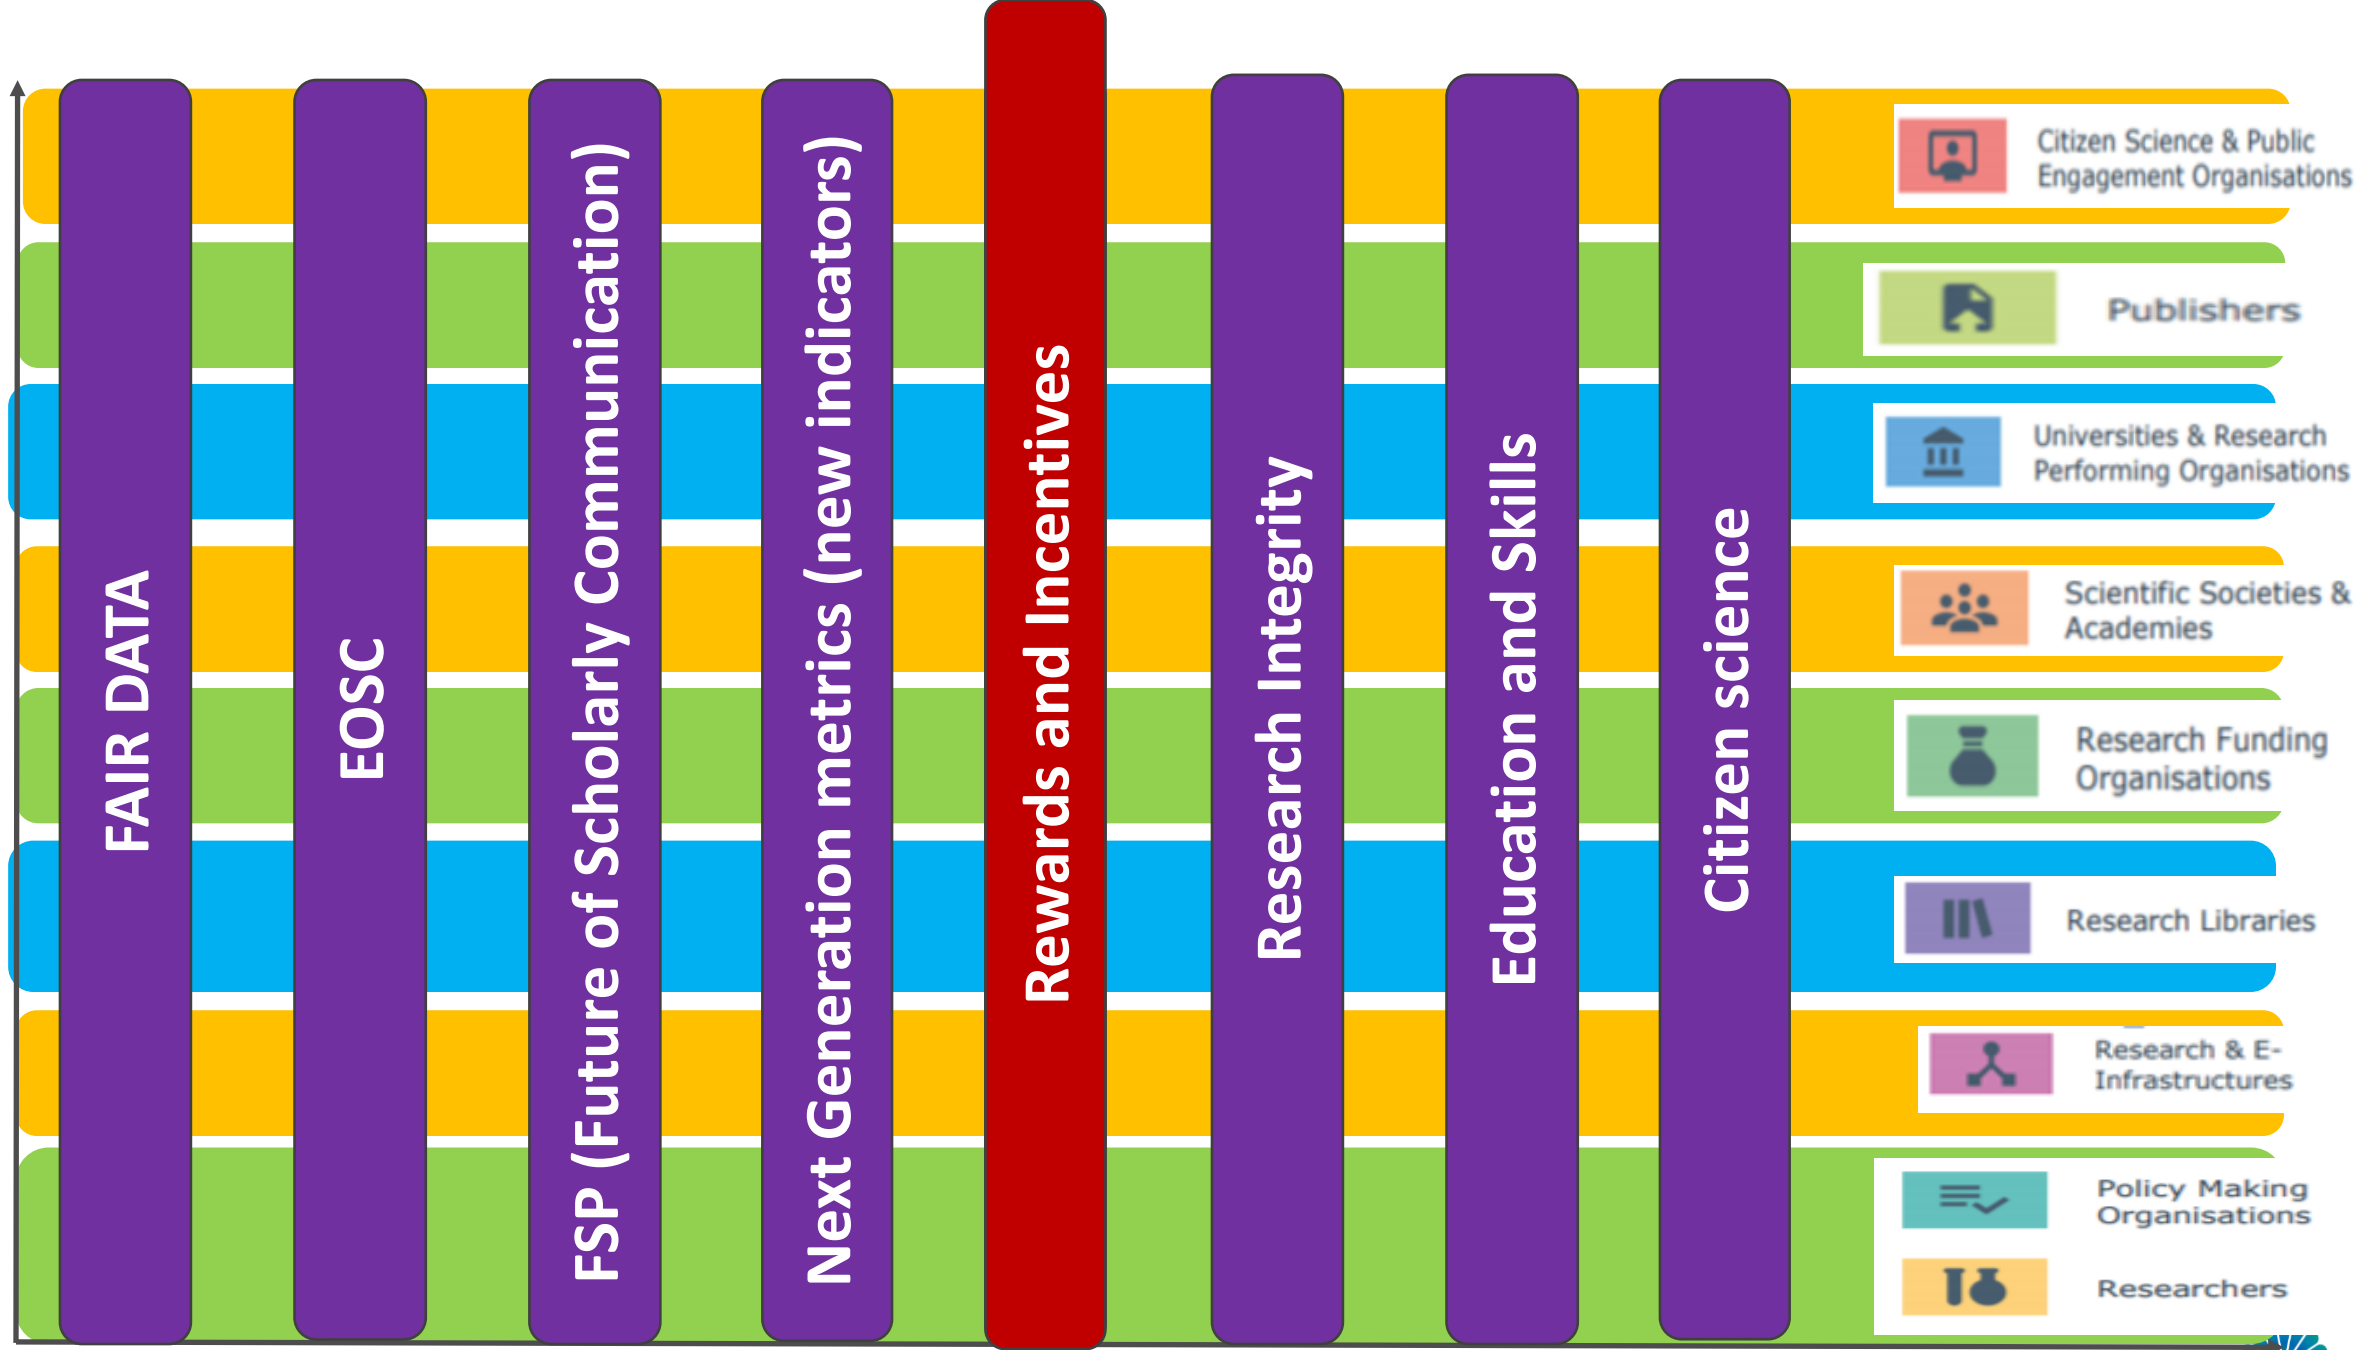 FAIR DATA
EOSC
FSP (Future of Scholarly Communication)
Next Generation metrics (new indicators)
Rewards and Incentives
Research Integrity
Education and Skills
Citizen science
Citizen Science & Public
Engagement Organisations
Publishers
Universities & Research
Performing Organisations
Scientific Societies &
Academies
Research Funding
Organisations
Research Libraries
Research & E-
Infrastructures
Policy Making
Organisations
Researchers